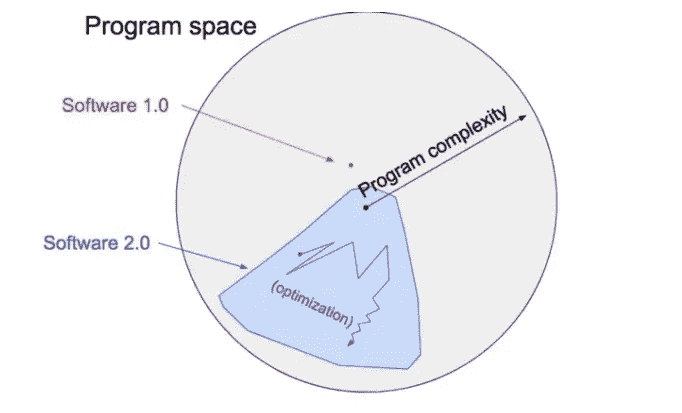 Program space
Software 1.0
Program complexity
Software 2.0
(optimization)